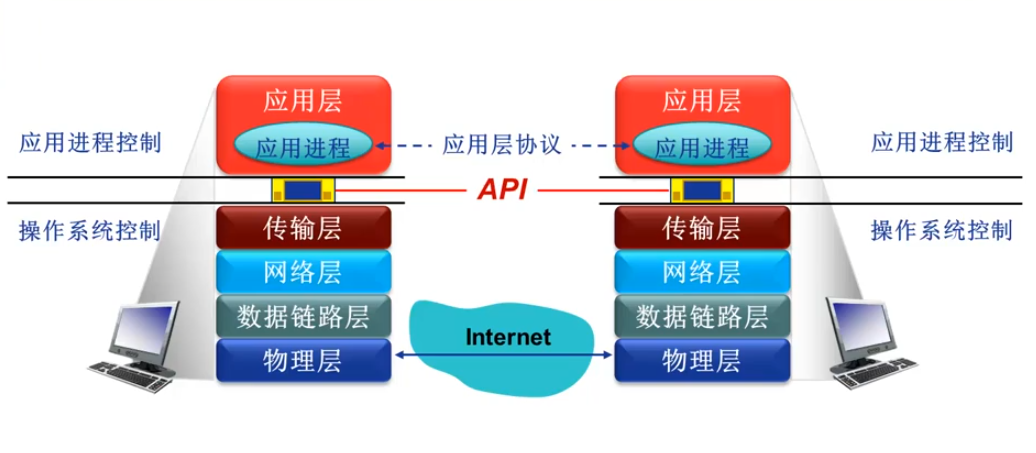 应用层
应用层
应用进程控制
应用进程
应用层协议
应用进程
应用进程控制
API
操作系统控制
传输层
传输层
操作系统控制
网络层
网络层
数据链路层
数据链路层
Internet
物理层
物理层